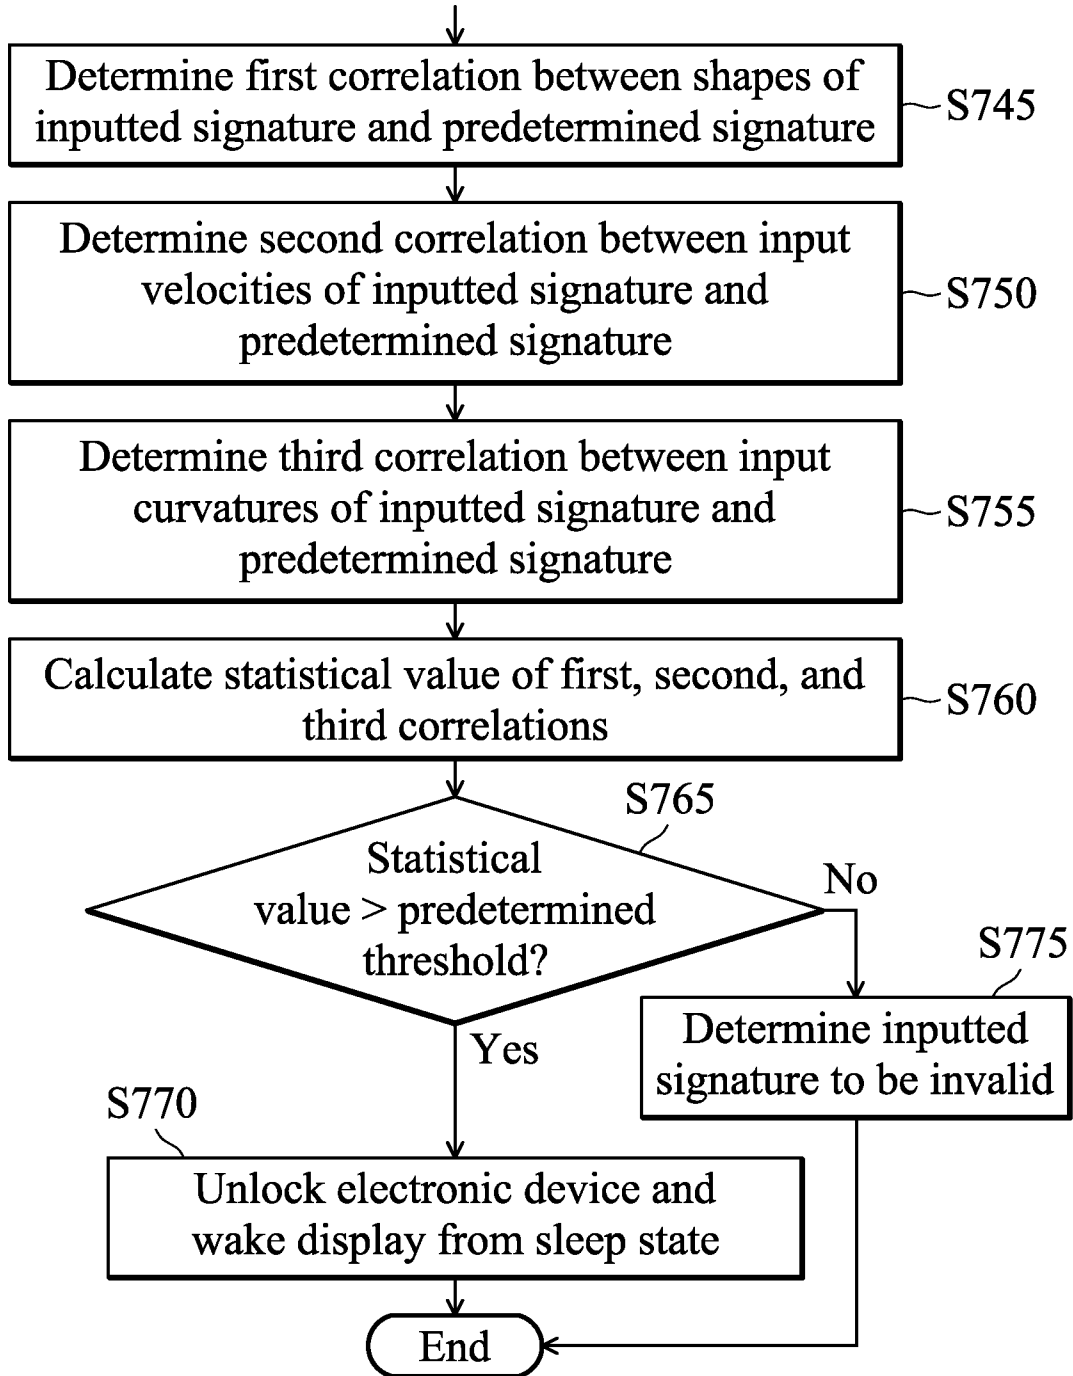 Determine first correlation between shapes of
inputted signature and predetermined signature
S745
Determine second correlation between input
velocities of inputted signature and
predetermined signature
S750
Determine third correlation between input
curvatures of inputted signature and
predetermined signature
S755
Calculate statistical value of first, second, and
third correlations
S760
S765
Statistical
value > predetermined
threshold?
No
Yes
S775
Determine inputted
signature to be invalid
S770
Unlock electronic device and
wake display from sleep state
End